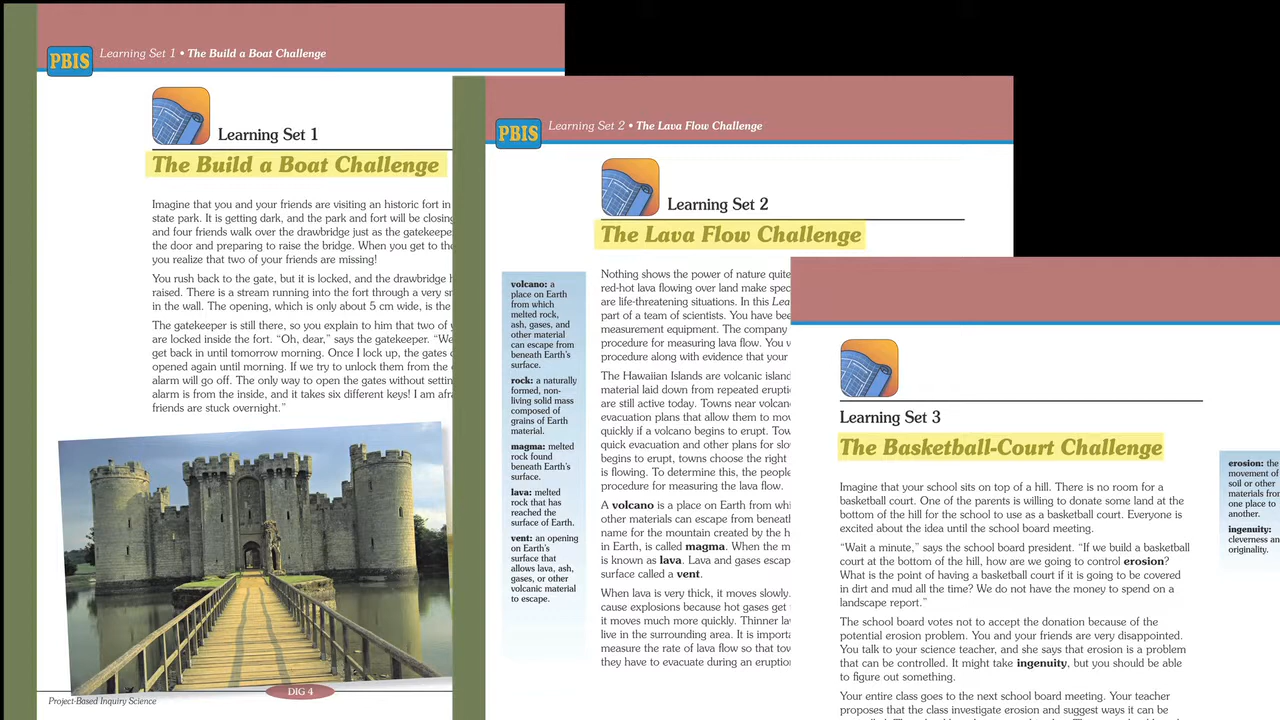 PBIS
Learning Set 1 • The Build a Boat Challenge
Learning Set 1
The Build a Boat Challenge
Imagine that you and your friends are visiting an historic fort in
state park. It is getting dark, and the park and fort will be closing
and four friends walk over the drawbridge just as the gatekeeper
the door and preparing to raise the bridge. When you get to the
you realize that two of your friends are missing!
You rush back to the gate, but it is locked, and the drawbridge
raised. There is a stream running into the fort through a very
in the wall. The opening, which is only about 5 cm wide, is the
The gatekeeper is still there, so you explain to him that two of
are locked inside the fort. “Oh, dear,” says the gatekeeper. “We
get back in until tomorrow morning. Once I lock up, the gates
opened again until morning. If we try to unlock them from the
alarm will go off. The only way to open the gates without
alarm is from the inside, and it takes six different keys! I am
friends are stuck overnight.”
DIG 4
Project-Based Inquiry Science
PBIS
Learning Set 2 • The Lava Flow Challenge
Learning Set 2
The Lava Flow Challenge
volcano: a
place on Earth
from which
melted rock,
ash, gases, and
other material
can escape from
beneath Earth’s
surface.
rock: a naturally
formed, non-
living solid mass
composed of
grains of Earth
material.
magma: melted
rock found
beneath Earth’s
surface.
lava: melted
rock that has
reached the
surface of Earth.
vent: an opening
on Earth’s
surface that
allows lava, ash,
gases, or other
volcanic material
to escape.
Nothing shows the power of nature quite
red-hot lava flowing over land make
are life-threatening situations. In this
part of a team of scientists. You have
measurement equipment. The company
procedure for measuring lava flow. You
procedure along with evidence that your
The Hawaiian Islands are volcanic
material laid down from repeated
are still active today. Towns near
evacuation plans that allow them to
quickly if a volcano begins to erupt.
quick evacuation and other plans for
begins to erupt, towns choose the right
is flowing. To determine this, the people
procedure for measuring the lava flow.
A volcano is a place on Earth from
other materials can escape from beneath
name for the mountain created by the
in Earth, is called magma. When the
is known as lava. Lava and gases
surface called a vent.
When lava is very thick, it moves slowly.
cause explosions because hot gases get
it moves much more quickly. Thinner
live in the surrounding area. It is
measure the rate of lava flow so that
they have to evacuate during an
Learning Set 3
The Basketball-Court Challenge
Imagine that your school sits on top of a hill. There is no room for a
basketball court. One of the parents is willing to donate some land at the
bottom of the hill for the school to use as a basketball court. Everyone is
excited about the idea until the school board meeting.
“Wait a minute,” says the school board president. “If we build a basketball
court at the bottom of the hill, how are we going to control erosion?
What is the point of having a basketball court if it is going to be covered
in dirt and mud all the time? We do not have the money to spend on a
landscape report.”
The school board votes not to accept the donation because of the
potential erosion problem. You and your friends are very disappointed.
You talk to your science teacher, and she says that erosion is a problem
that can be controlled. It might take ingenuity, but you should be able
to figure out something.
Your entire class goes to the next school board meeting. Your teacher
proposes that the class investigate erosion and suggest ways it can be
erosion: the
movement of
soil or other
materials from
one place to
another.
ingenuity:
cleverness an
originality.